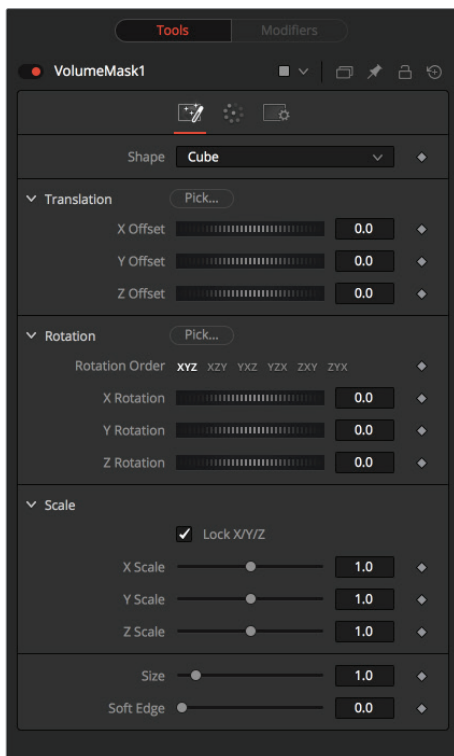 Tools Modifiers
VolumeMask1
Shape Cube
Translation Pick...
X Offset 0.0
Y Offset 0.0
Z Offset 0.0
Rotation Pick...
Rotation Order XYZ XZY YXZ YZX ZXY ZYX
X Rotation 0.0
Y Rotation 0.0
Z Rotation 0.0
Scale
Lock X/Y/Z
X Scale 1.0
Y Scale 1.0
Z Scale 1.0
Size 1.0
Soft Edge 0.0